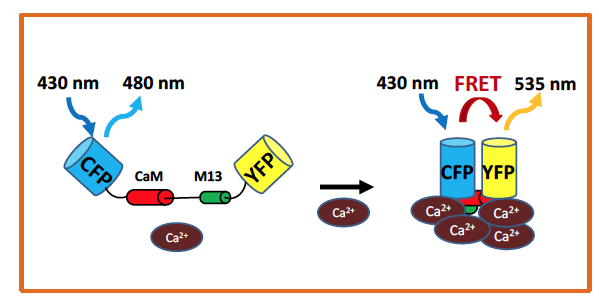 430 nm 480 nm
CFP
CaM
M13
YFP
Ca2+
Ca2+
430 nm FRET 535 nm
CFP YFP
Ca2+
Ca2+
Ca2+
Ca2+